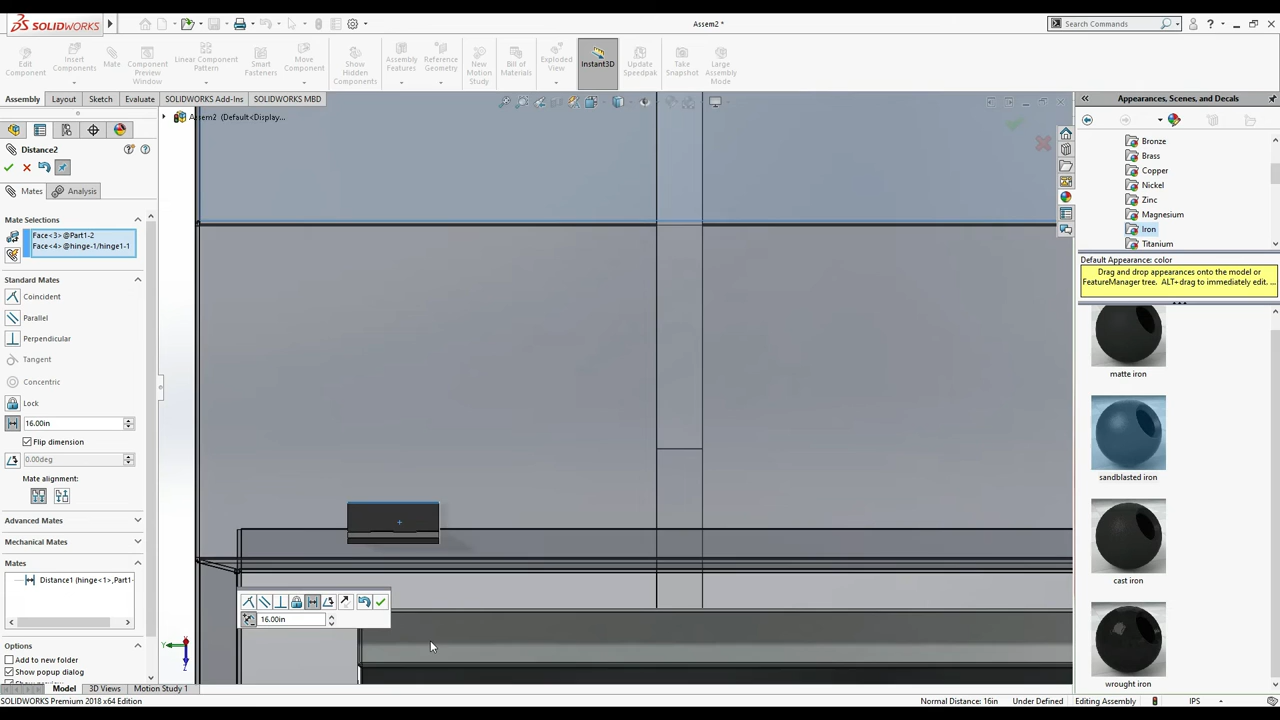 SOLIDWORKS
Assem2 *
Search Commands
Edit Component
Insert Components
Mate
Component Preview Window
Linear Component Pattern
Smart Fasteners
Move Component
Show Hidden Components
Assembly Features
Reference Geometry
New Motion Study
Bill of Materials
Exploded View
Instant3D
Update Speedpak
Take Snapshot
Large Assembly Mode
Assembly
Layout
Sketch
Evaluate
SOLIDWORKS Add-Ins
SOLIDWORKS MBD
Appearances, Scenes, and Decals
Assem2 (Default<Display...
Distance2
Mates
Analysis
Mate Selections
Face<3>@Part1-2
Face<4>@hinge-1/hinge1-1
Standard Mates
Coincident
Parallel
Perpendicular
Tangent
Concentric
Lock
16.00in
Flip dimension
0.00deg
Mate alignment:
Advanced Mates
Mechanical Mates
Mates
Distance1 (hinge<1>,Part1-
Options
Add to new folder
Show popup dialog
16.00in
Bronze
Brass
Copper
Nickel
Zinc
Magnesium
Iron
Titanium
Default Appearance: color
Drag and drop appearances onto the model or
FeatureManager tree. ALT+drag to immediately edit. ...
matte iron
sandblasted iron
cast iron
wrought iron
Model
3D Views
Motion Study 1
SOLIDWORKS Premium 2018 x64 Edition
Normal Distance: 16in
Under Defined
Editing Assembly
IPS